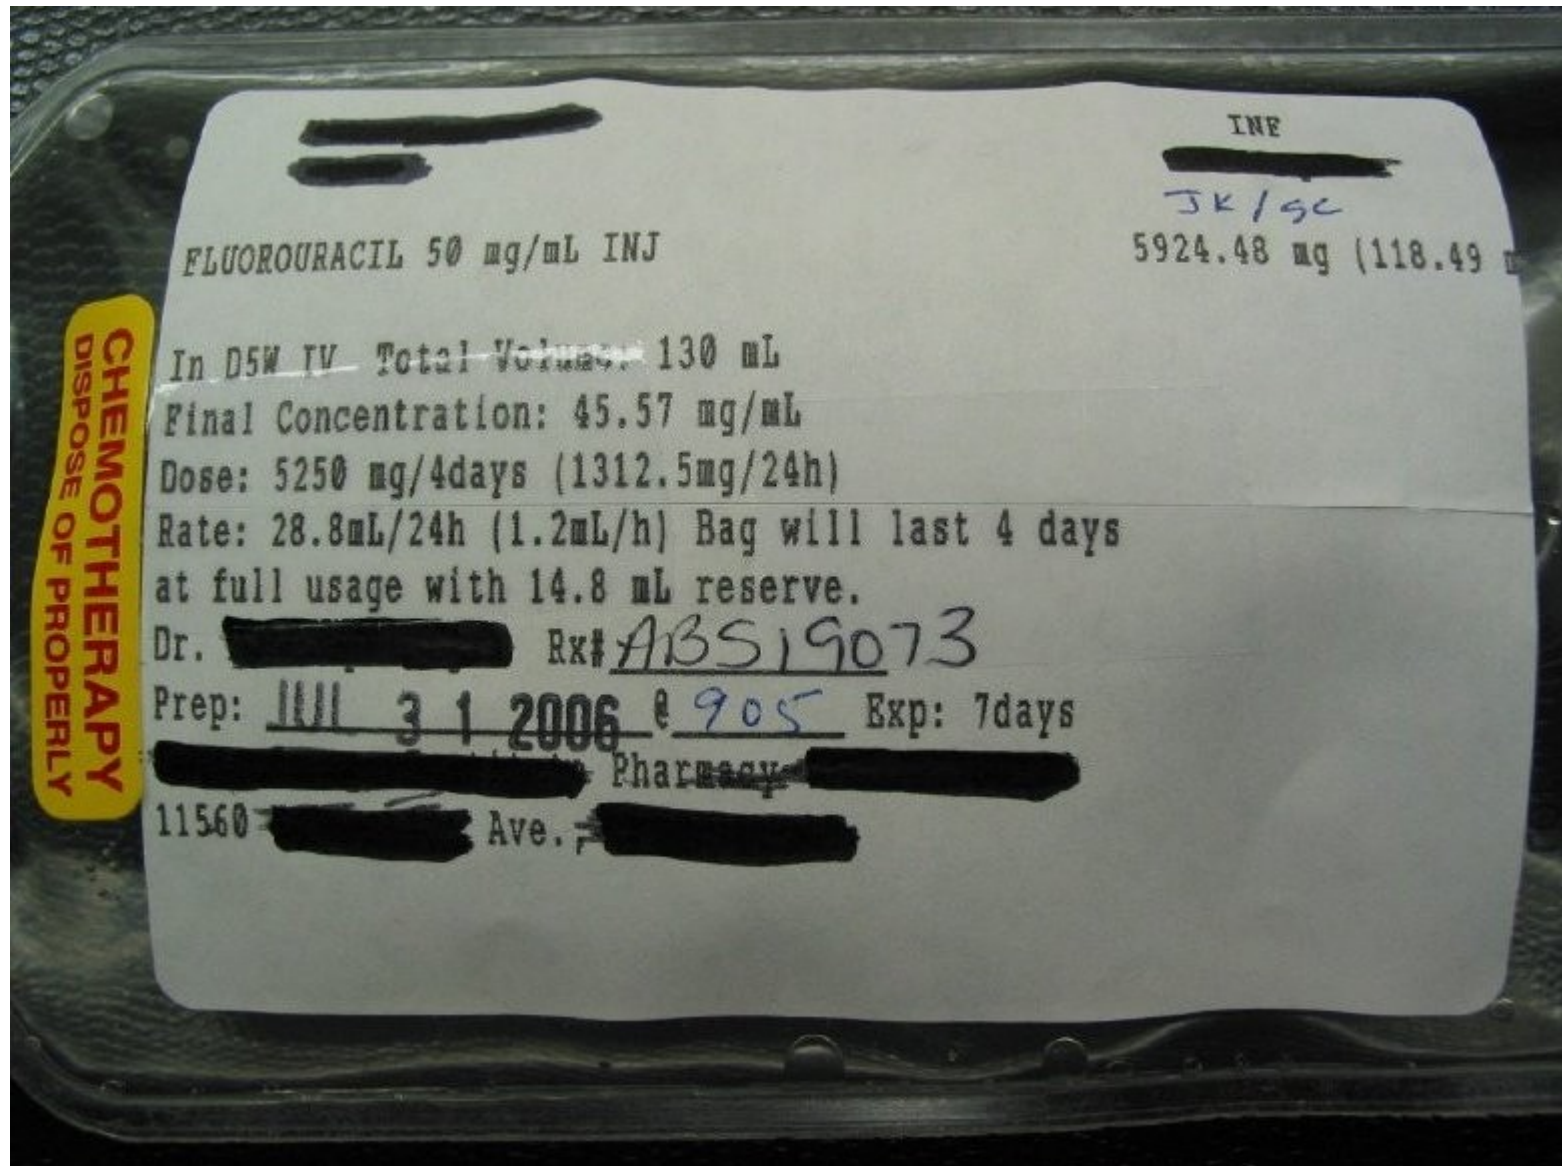 INF
JK/gc
FLUOROURACIL 50 mg/mL INJ 5924.48 mg (118.49
In D5W IV Total Volume: 130 mL
Final Concentration: 45.57 mg/mL
Dose: 5250 mg/4days (1312.5mg/24h)
Rate: 28.8mL/24h (1.2mL/h) Bag will last 4 days
at full usage with 14.8 mL reserve.
Dr. Rx# ABS19073
Prep: JUL 31 2006 @ 905 Exp: 7days
Pharmacy
11560 Ave.,
CHEMOTHERAPY
DISPOSE OF PROPERLY